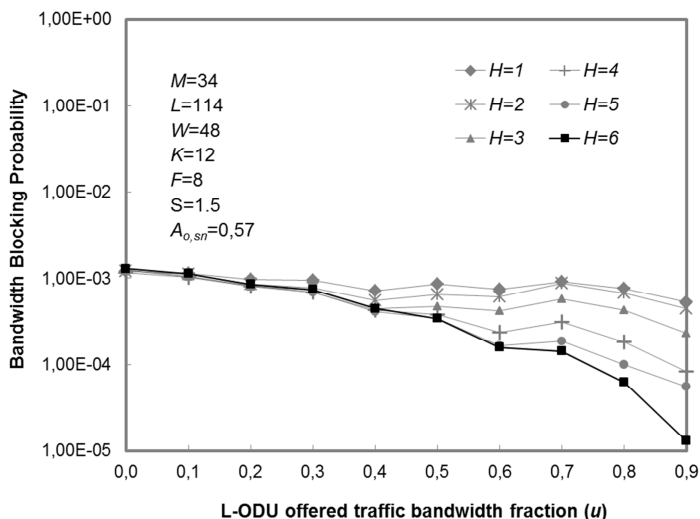 1,00E+00
1,00E-01
1,00E-02
1,00E-03
1,00E-04
1,00E-05
Bandwidth Blocking Probability
M=34
L=114
W=48
K=12
F=8
S=1.5
Ao,sn=0,57
H=1 H=4
H=2 H=5
H=3 H=6
0,0 0,1 0,2 0,3 0,4 0,5 0,6 0,7 0,8 0,9
L-ODU offered traffic bandwidth fraction (u)